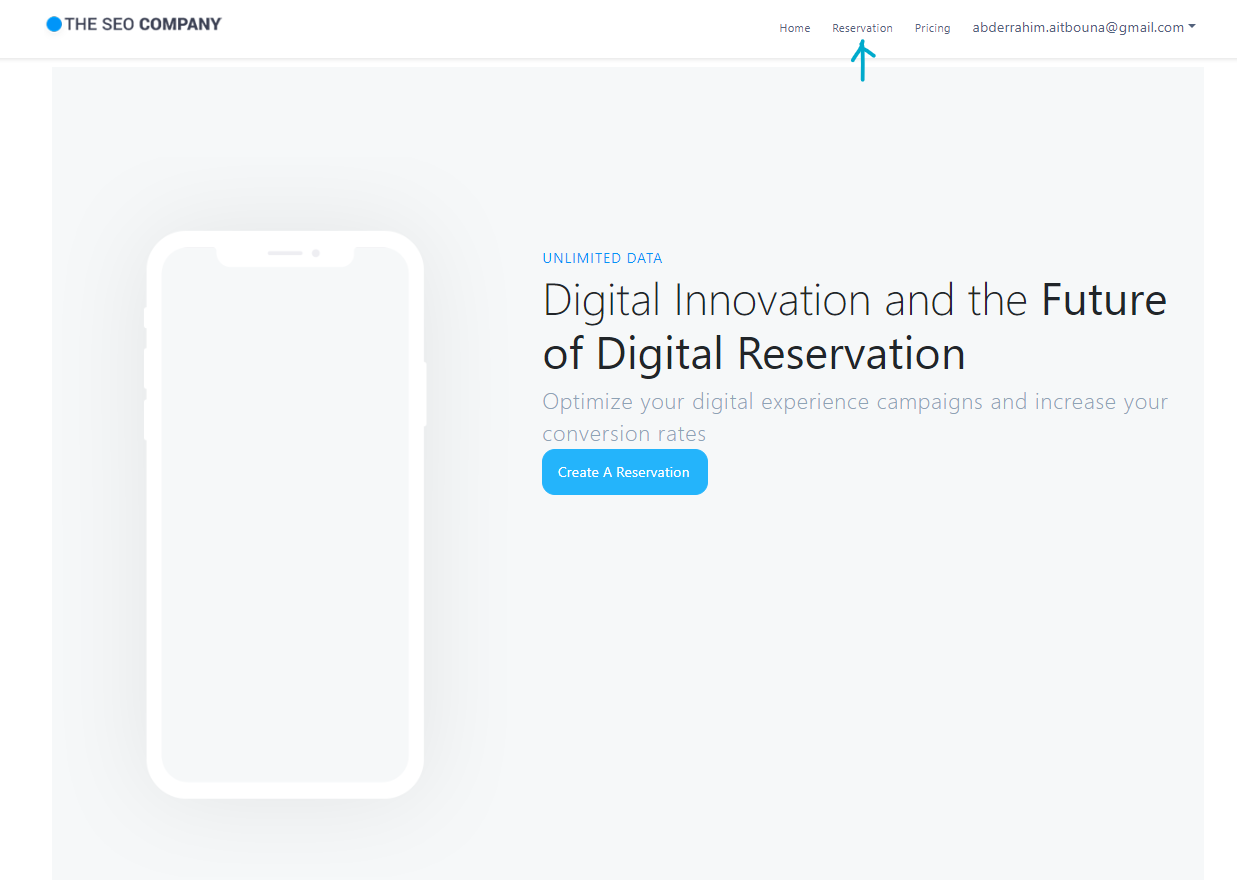 THE SEO COMPANY
Home Reservation Pricing abderrahim.aitbouna@gmail.com
UNLIMITED DATA
Digital Innovation and the Future
of Digital Reservation
Optimize your digital experience campaigns and increase your
conversion rates
Create A Reservation